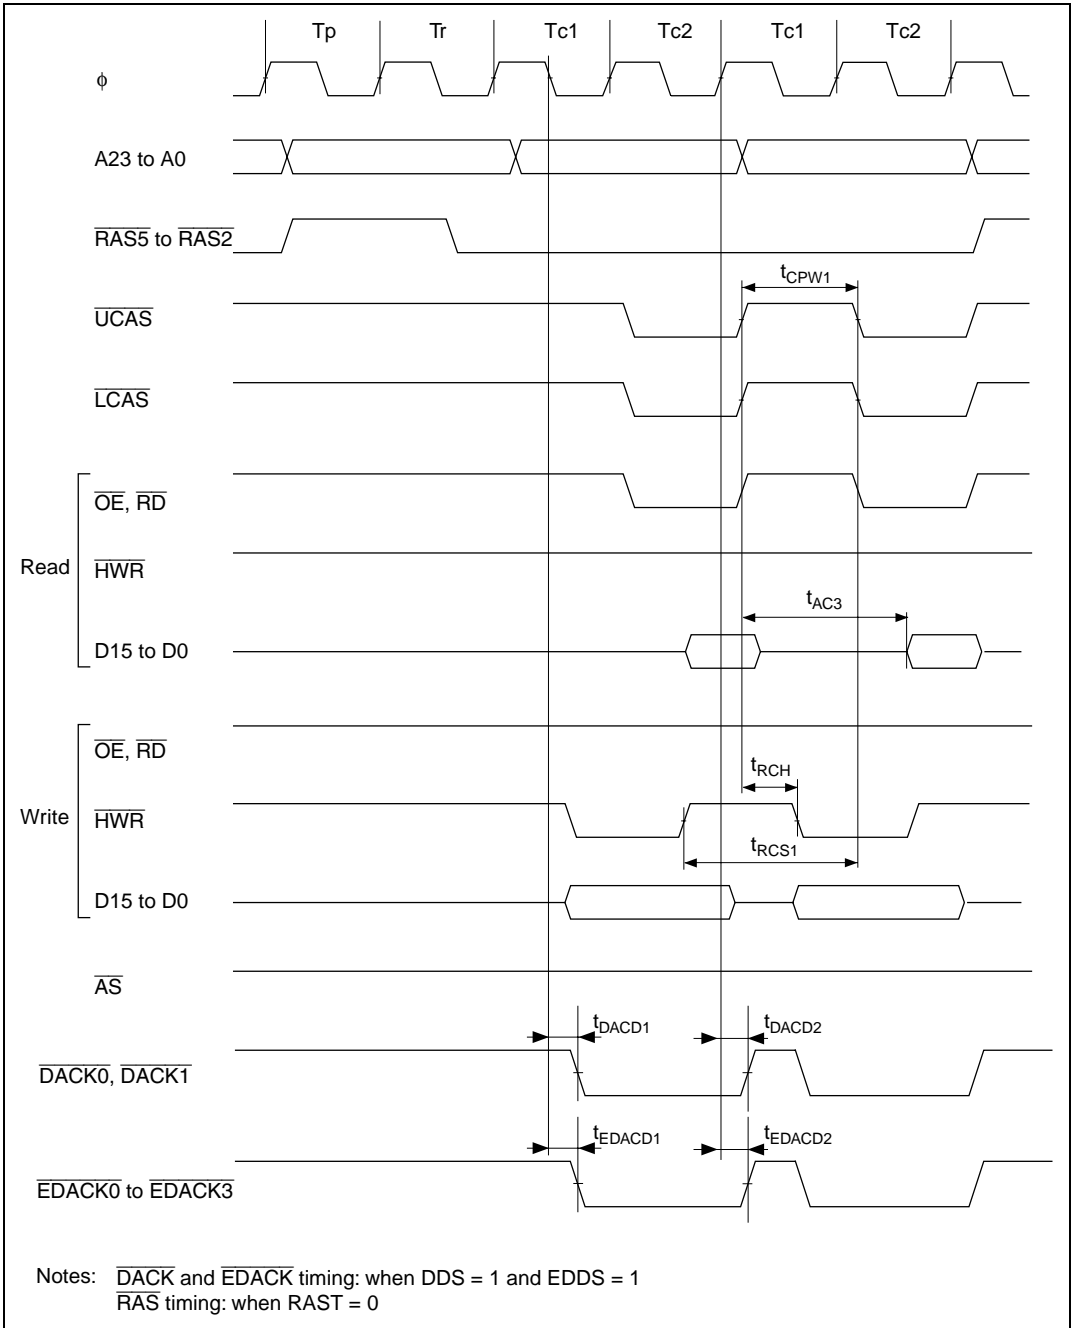 Tp Tr Tc1 Tc2 Tc1 Tc2
ϕ
A23 to A0
RAS5 to RAS2
tCPW1
UCAS
LCAS
OE, RD
Read
HWR
tAC3
D15 to D0
OE, RD
tRCH
Write
HWR
tRCS1
D15 to D0
AS
tDACD1 tDACD2
DACK0, DACK1
tEDACD1 tEDACD2
EDACK0 to EDACK3
Notes: DACK and EDACK timing: when DDS = 1 and EDDS = 1
RAS timing: when RAST = 0